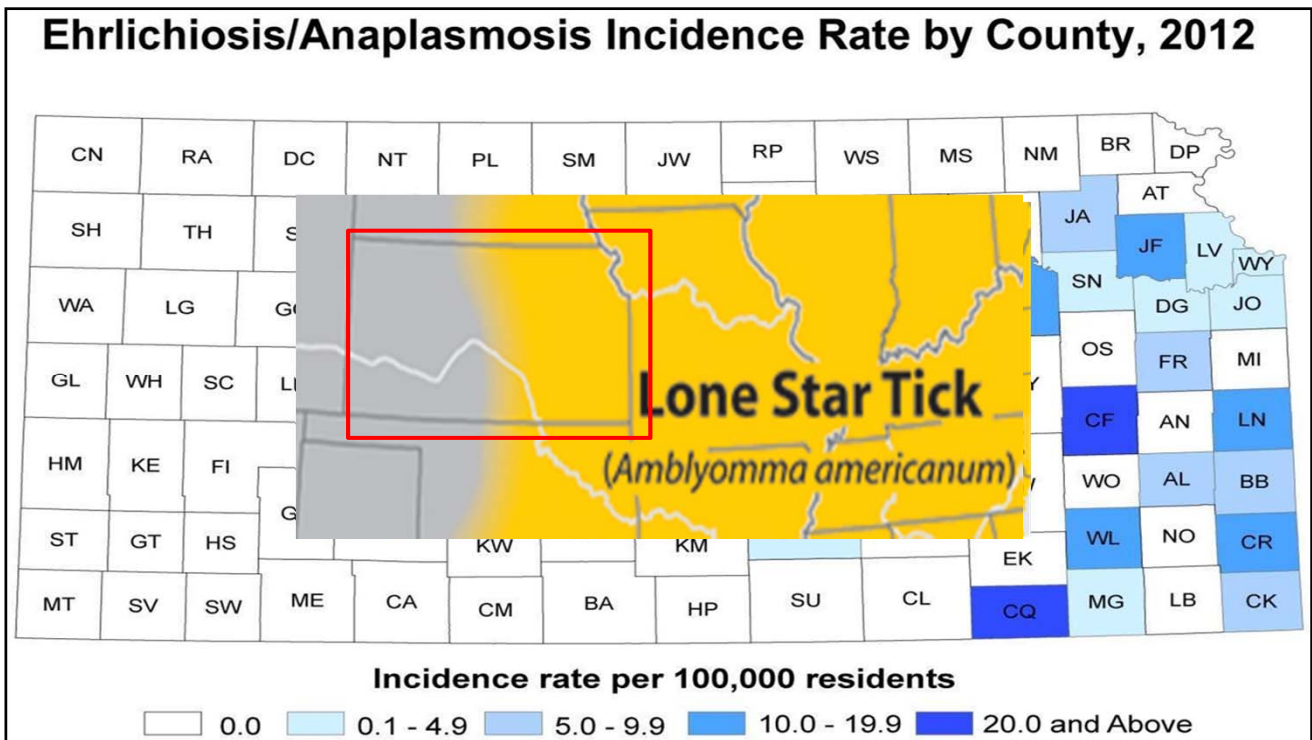 Ehrlichiosis/Anaplasmosis Incidence Rate by County, 2012
CN RA DC NT PL SM JW RP WS MS NM BR DP
AT
SH TH JA
JF LV
WY
SN
WA LG DG JO
OS
FR MI
GL WH SC
Lone Star Tick
CF AN LN
(Amblyomma americanum)
HM KE FI
WO AL BB
ST GT HS
KW KM
WL NO CR
EK
MT SV SW ME CA CM BA HP SU CL CQ MG LB CK
Incidence rate per 100,000 residents
0.0 0.1 - 4.9 5.0 - 9.9 10.0 - 19.9 20.0 and Above